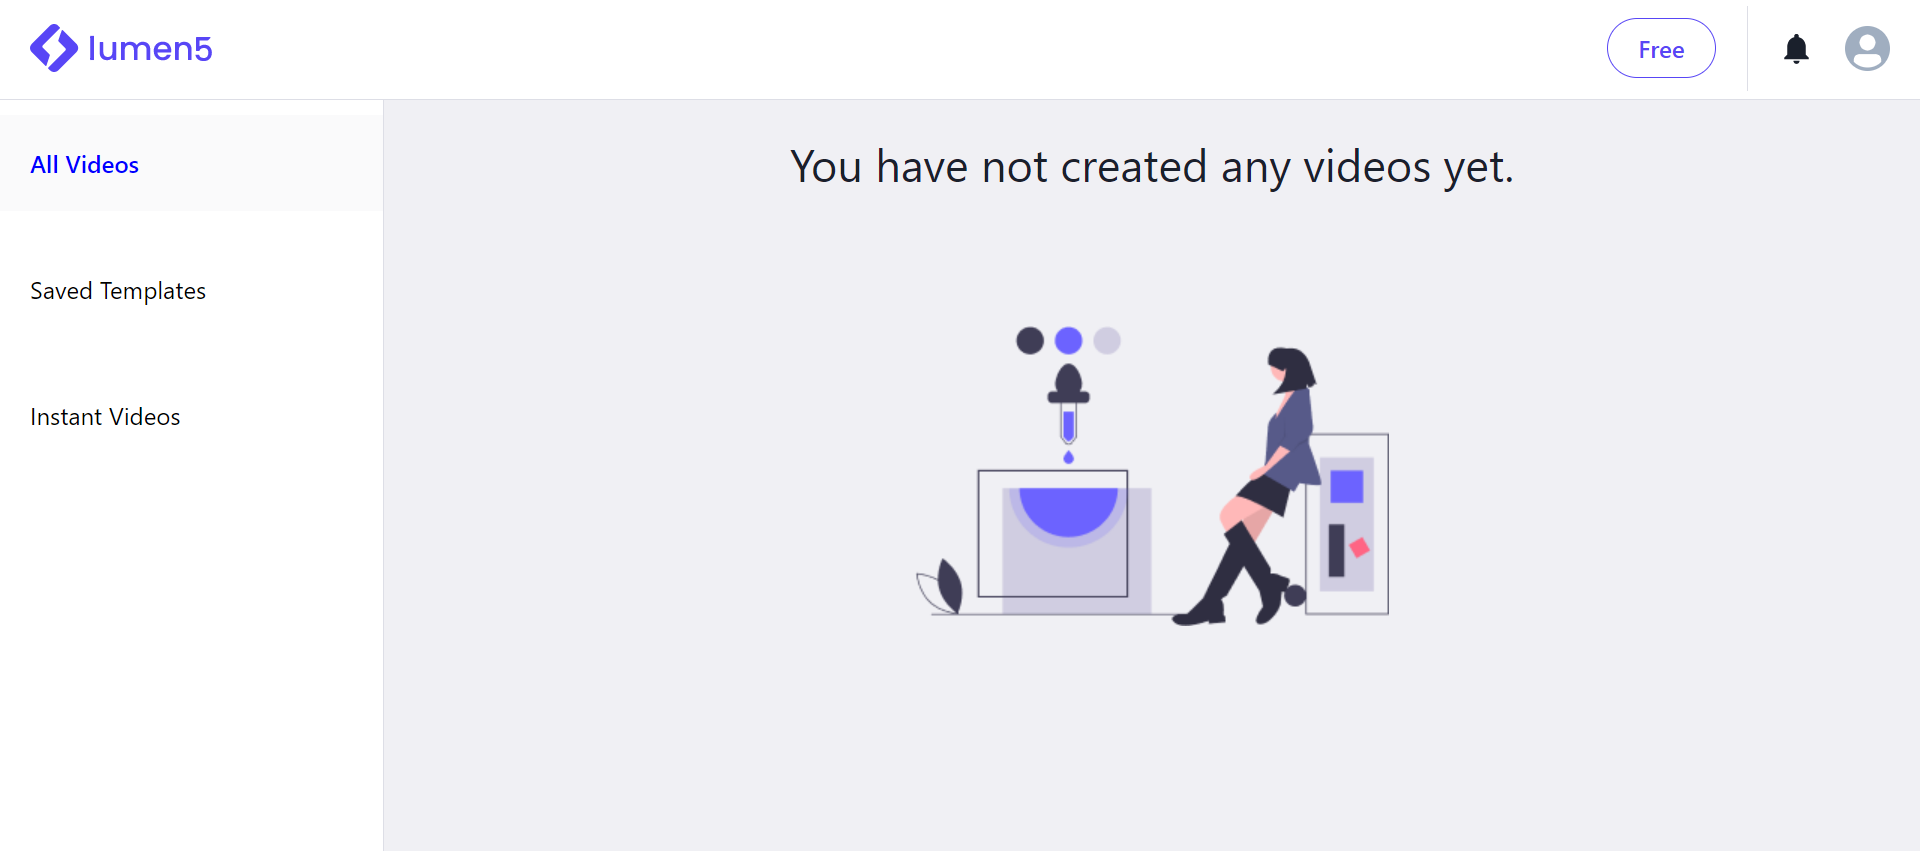 lumen5
Free
All Videos
You have not created any videos yet.
Saved Templates
Instant Videos